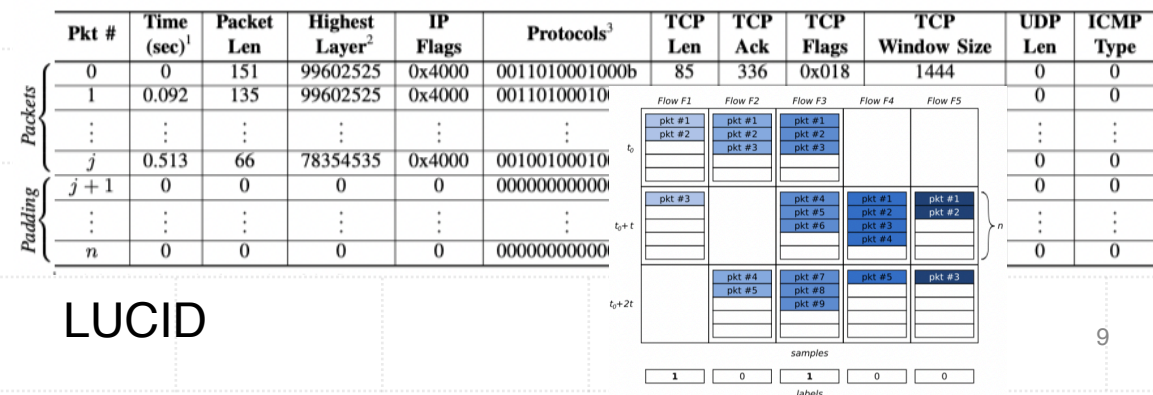 Pkt # Time (sec)1 Packet Len Highest Layer2 IP Flags Protocols3 TCP Len TCP Ack TCP Flags TCP Window Size UDP Len ICMP Type
Packets
0 0 151 99602525 0x4000 0011010001000b 85 336 0x018 1444 0 0
1 0.092 135 99602525 0x4000 00110100010 0 0
⋮ ⋮ ⋮ ⋮ ⋮ ⋮ ⋮ ⋮
j 0.513 66 78354535 0x4000 00100100010 0 0
Padding
j + 1 0 0 0 0 00000000000 0 0
⋮ ⋮ ⋮ ⋮ ⋮ ⋮ ⋮ ⋮
n 0 0 0 0 00000000000 0 0
Flow F1 Flow F2 Flow F3 Flow F4 Flow F5
t0
pkt #1 pkt #1 pkt #1
pkt #2 pkt #2 pkt #2
pkt #3 pkt #3
t0+t
pkt #3 pkt #4 pkt #1 pkt #1
pkt #5 pkt #2 pkt #2
pkt #6 pkt #3
pkt #4
n
t0+2t
pkt #4 pkt #7 pkt #5 pkt #3
pkt #5 pkt #8
pkt #9
samples
1 0 1 0 0
labels
LUCID
9